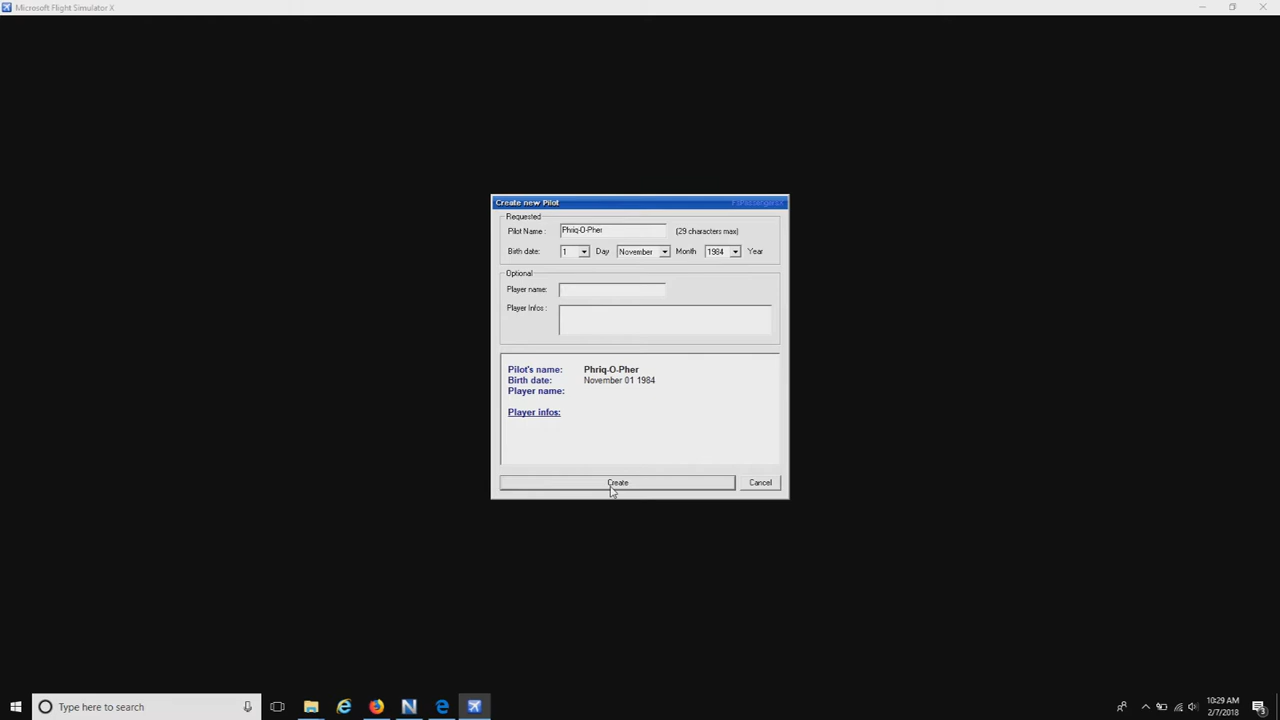 Microsoft Flight Simulator X
Create new Pilot
Requested
Pilot Name : Phriq-O-Pher (29 characters max)
Birth date: 1 Day November Month 1984 Year
Optional
Player name:
Player Infos :
Pilot's name: Phriq-O-Pher
Birth date: November 01 1984
Player name:
Player infos:
Create Cancel
Type here to search
10:29 AM
2/7/2018